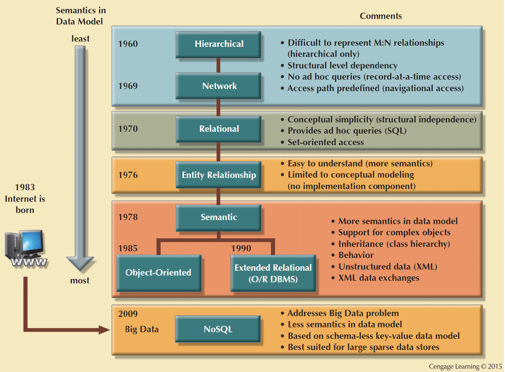 Semantics in
Data Model
Comments
least
1960
Hierarchical
• Difficult to represent M:N relationships
(hierarchical only)
• Structural level dependency
• No ad hoc queries (record-at-a-time access)
• Access path predefined (navigational access)
1969
Network
1970
Relational
• Conceptual simplicity (structural independence)
• Provides ad hoc queries (SQL)
• Set-oriented access
1976
Entity Relationship
• Easy to understand (more semantics)
• Limited to conceptual modeling
(no implementation component)
1983
Internet is
born
WWW
1978
Semantic
1985
1990
Object-Oriented
Extended Relational
(O/R DBMS)
• More semantics in data model
• Support for complex objects
• Inheritance (class hierarchy)
• Behavior
• Unstructured data (XML)
• XML data exchanges
most
2009
Big Data
NoSQL
• Addresses Big Data problem
• Less semantics in data model
• Based on schema-less key-value data model
• Best suited for large sparse data stores
Cengage Learning © 2015